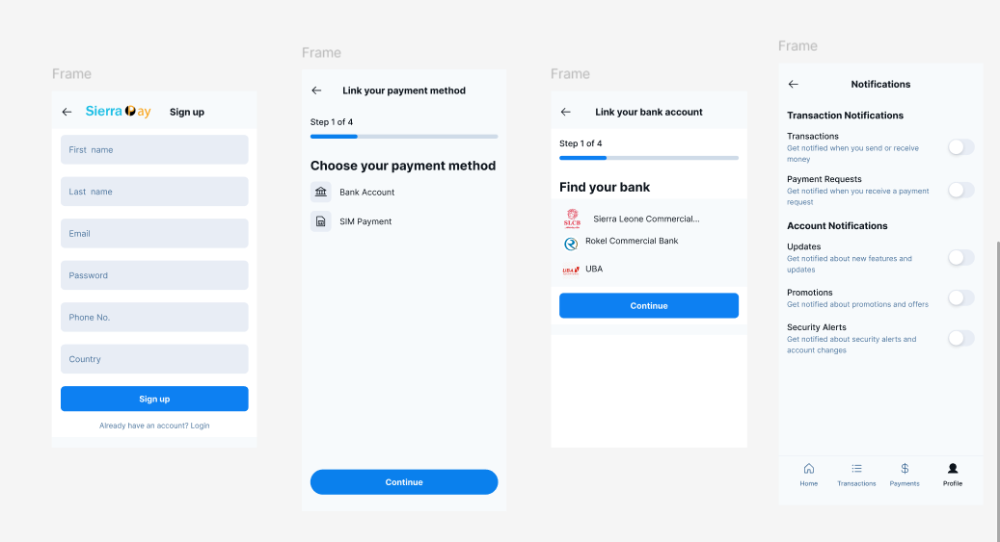 Frame
Sierra Pay
Sign up
First name
Last name
Email
Password
Phone No.
Country
Sign up
Already have an account? Login
Frame
Link your payment method
Step 1 of 4
Choose your payment method
Bank Account
SIM Payment
Continue
Frame
Link your bank account
Step 1 of 4
Find your bank
SLCB
Sierra Leone Commercial...
Rokel Commercial Bank
UBA
UBA
Continue
Frame
Notifications
Transaction Notifications
Transactions
Get notified when you send or receive
money
Payment Requests
Get notified when you receive a payment
request
Account Notifications
Updates
Get notified about new features and
updates
Promotions
Get notified about promotions and offers
Security Alerts
Get notified about security alerts and
account changes
Home
Transactions
Payments
Profile